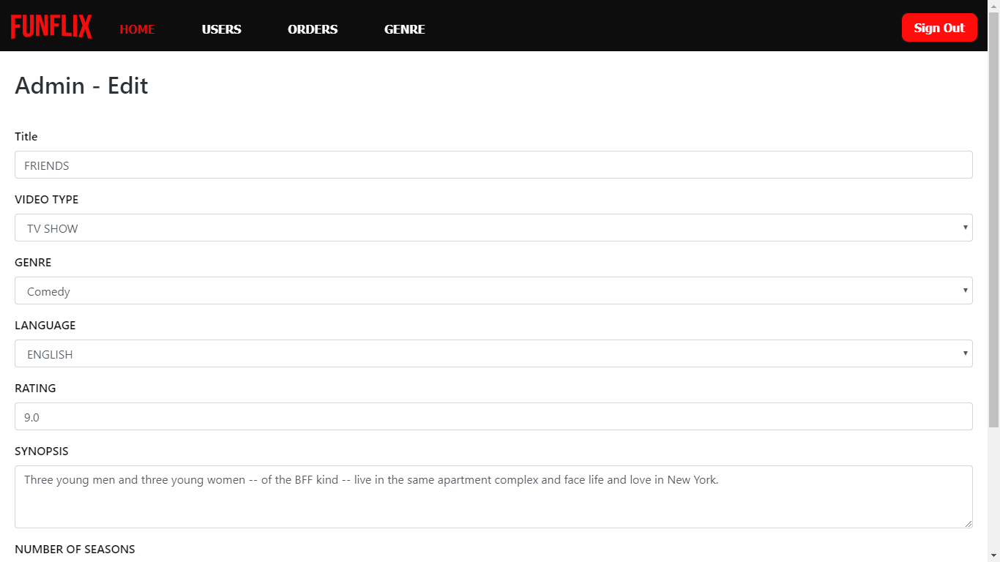 FUNFLIX HOME USERS ORDERS GENRE Sign Out
Admin - Edit
Title
FRIENDS
VIDEO TYPE
TV SHOW
GENRE
Comedy
LANGUAGE
ENGLISH
RATING
9.0
SYNOPSIS
Three young men and three young women -- of the BFF kind -- live in the same apartment complex and face life and love in New York.
NUMBER OF SEASONS